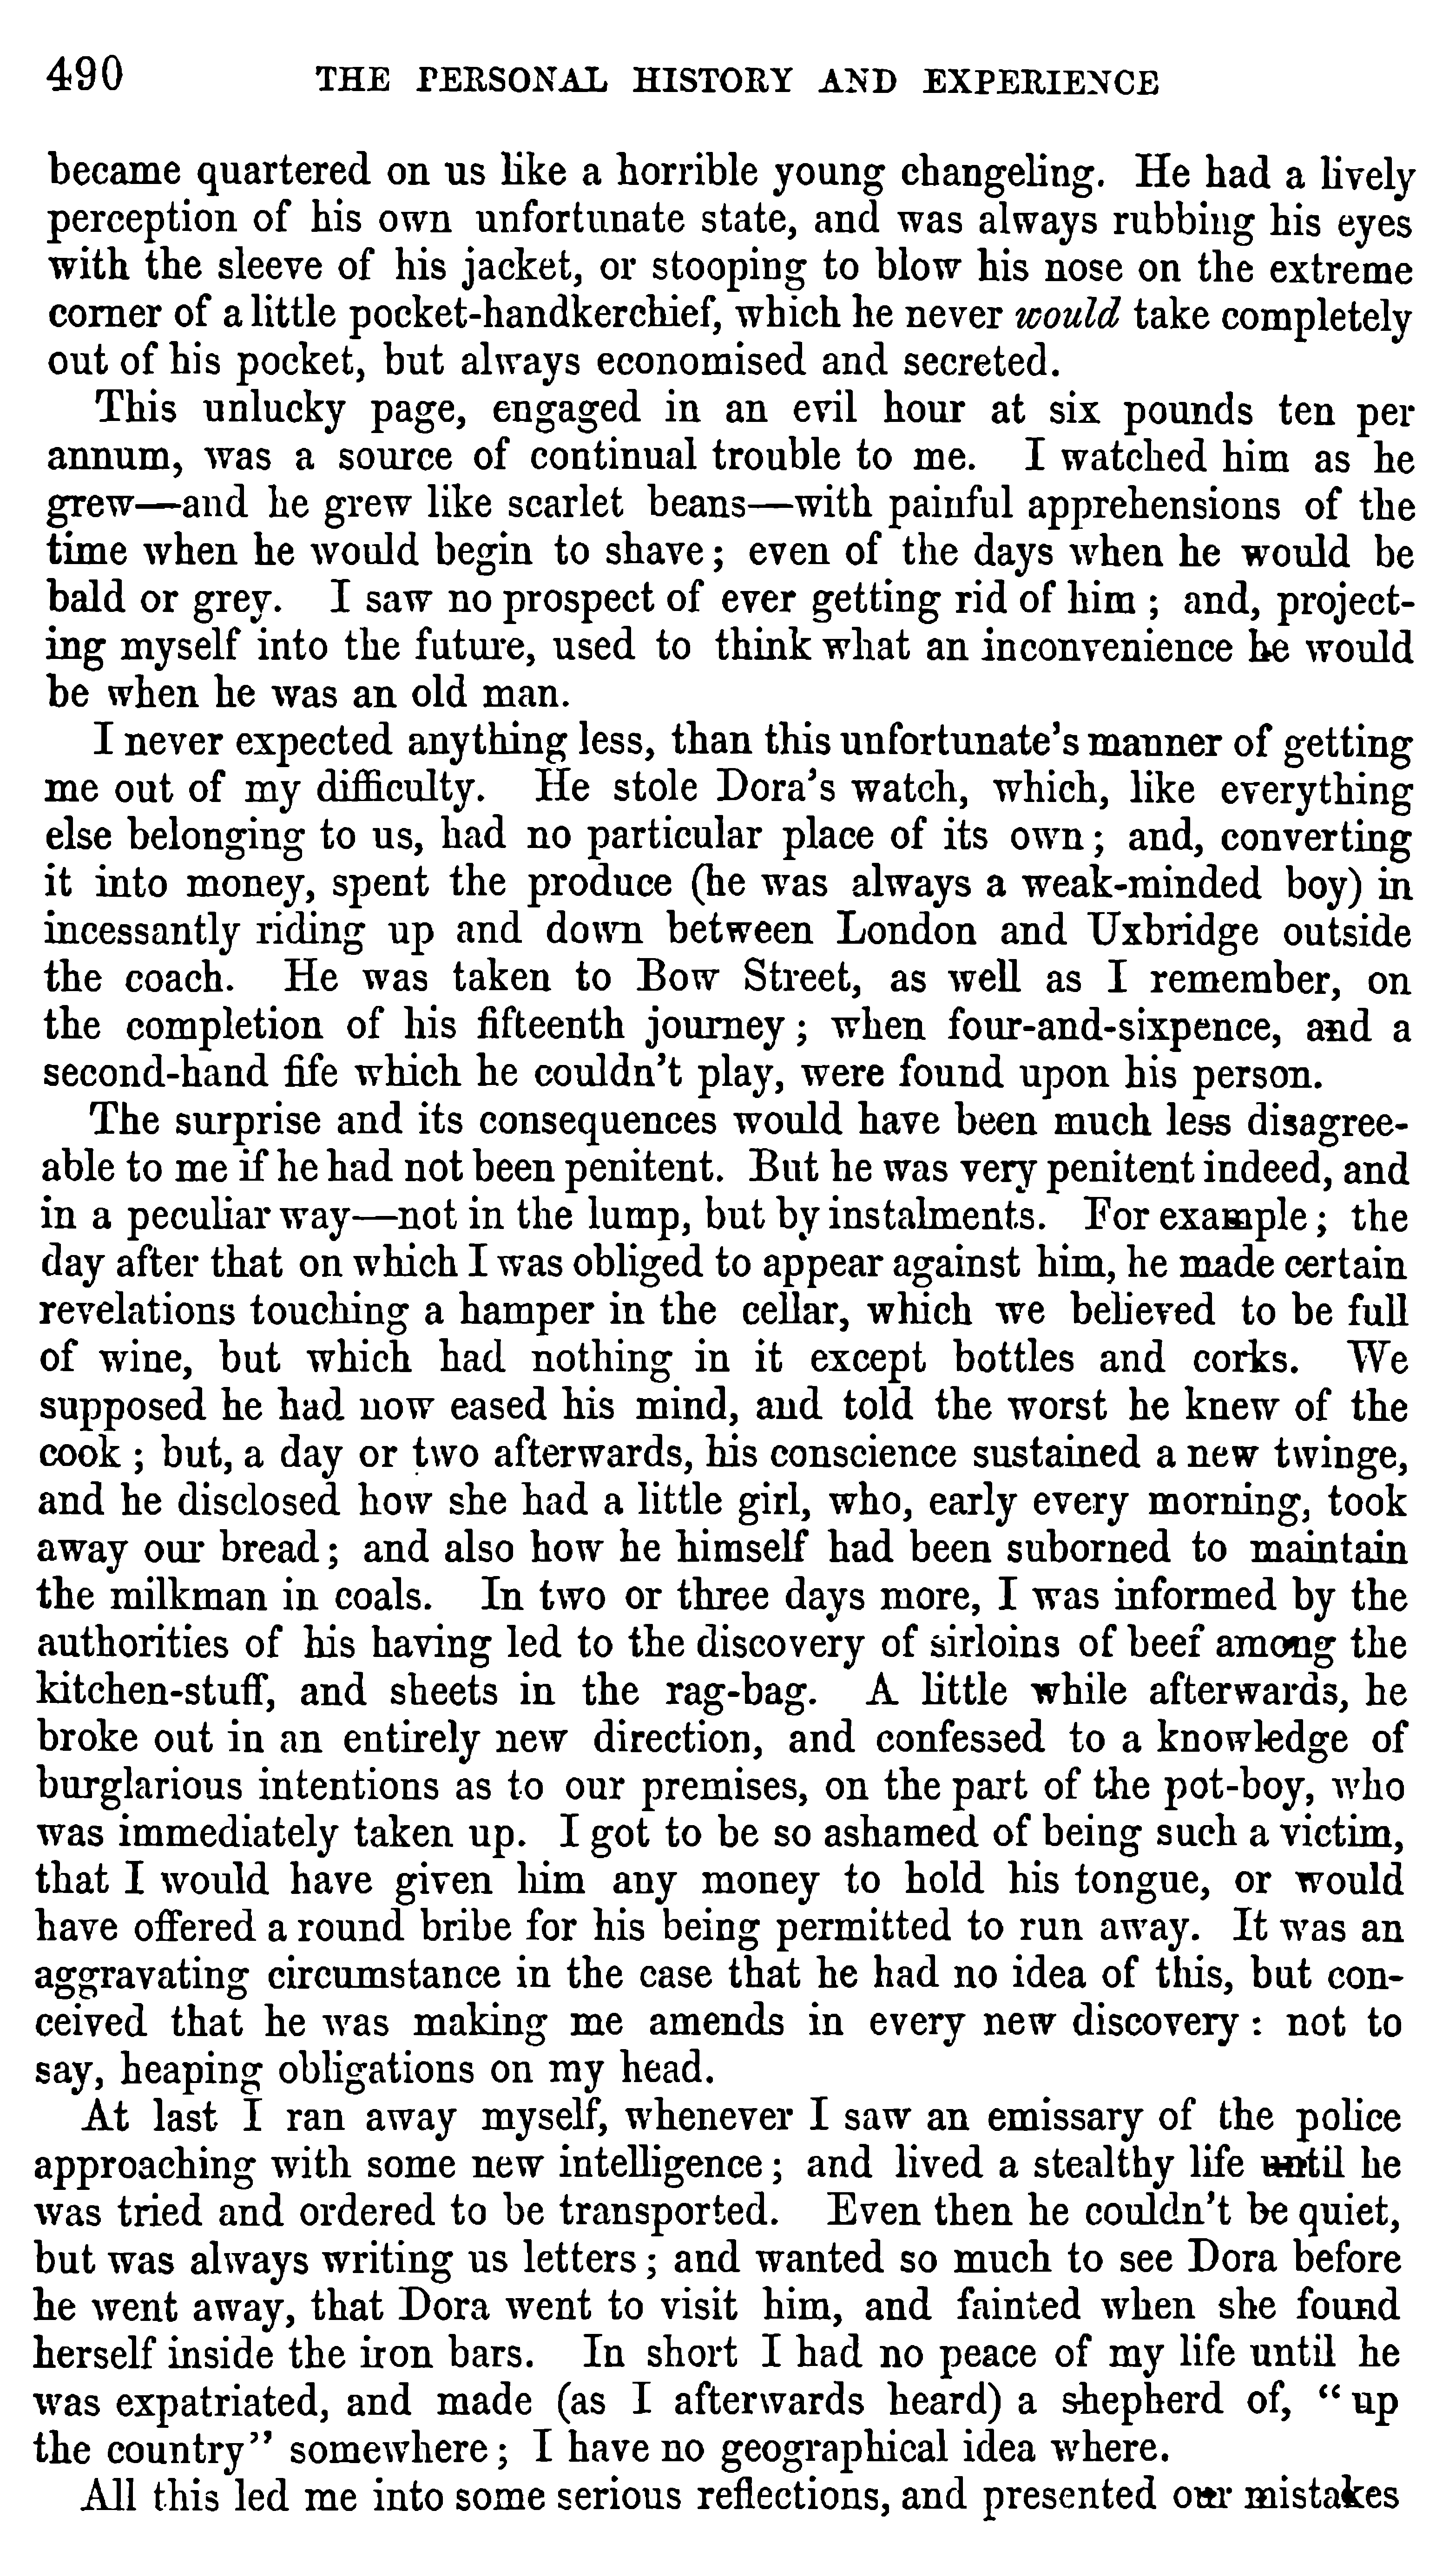 490 THE PERSONAL HISTORY AND EXPERIENCE
became quartered on us like a horrible young changeling. He had a lively
perception of his own unfortunate state, and was always rubbing his eyes
with the sleeve of his jacket, or stooping to blow his nose on the extreme
corner of a little pocket-handkerchief, which he never would take completely
out of his pocket, but always economised and secreted.
This unlucky page, engaged in an evil hour at six pounds ten per
annum, was a source of continual trouble to me. I watched him as he
grew—and he grew like scarlet beans—with painful apprehensions of the
time when he would begin to shave; even of the days when he would be
bald or grey. I saw no prospect of ever getting rid of him; and, project-
ing myself into the future, used to think what an inconvenience he would
be when he was an old man.
I never expected anything less, than this unfortunate's manner of getting
me out of my difficulty. He stole Dora's watch, which, like everything
else belonging to us, had no particular place of its own; and, converting
it into money, spent the produce (he was always a weak-minded boy) in
incessantly riding up and down between London and Uxbridge outside
the coach. He was taken to Bow Street, as well as I remember, on
the completion of his fifteenth journey; when four-and-sixpence, and a
second-hand fife which he couldn't play, were found upon his person.
The surprise and its consequences would have been much less disagree-
able to me if he had not been penitent. But he was very penitent indeed, and
in a peculiar way—not in the lump, but by instalments. For example; the
day after that on which I was obliged to appear against him, he made certain
revelations touching a hamper in the cellar, which we believed to be full
of wine, but which had nothing in it except bottles and corks. We
supposed he had now eased his mind, and told the worst he knew of the
cook; but, a day or two afterwards, his conscience sustained a new twinge,
and he disclosed how she had a little girl, who, early every morning, took
away our bread; and also how he himself had been suborned to maintain
the milkman in coals. In two or three days more, I was informed by the
authorities of his having led to the discovery of sirloins of beef among the
kitchen-stuff, and sheets in the rag-bag. A little while afterwards, he
broke out in an entirely new direction, and confessed to a knowledge of
burglarious intentions as to our premises, on the part of the pot-boy, who
was immediately taken up. I got to be so ashamed of being such a victim,
that I would have given him any money to hold his tongue, or would
have offered a round bribe for his being permitted to run away. It was an
aggravating circumstance in the case that he had no idea of this, but con-
ceived that he was making me amends in every new discovery: not to
say, heaping obligations on my head.
At last I ran away myself, whenever I saw an emissary of the police
approaching with some new intelligence; and lived a stealthy life until he
was tried and ordered to be transported. Even then he couldn't be quiet,
but was always writing us letters; and wanted so much to see Dora before
he went away, that Dora went to visit him, and fainted when she found
herself inside the iron bars. In short I had no peace of my life until he
was expatriated, and made (as I afterwards heard) a shepherd of, "up
the country" somewhere; I have no geographical idea where.
All this led me into some serious reflections, and presented our mistakes